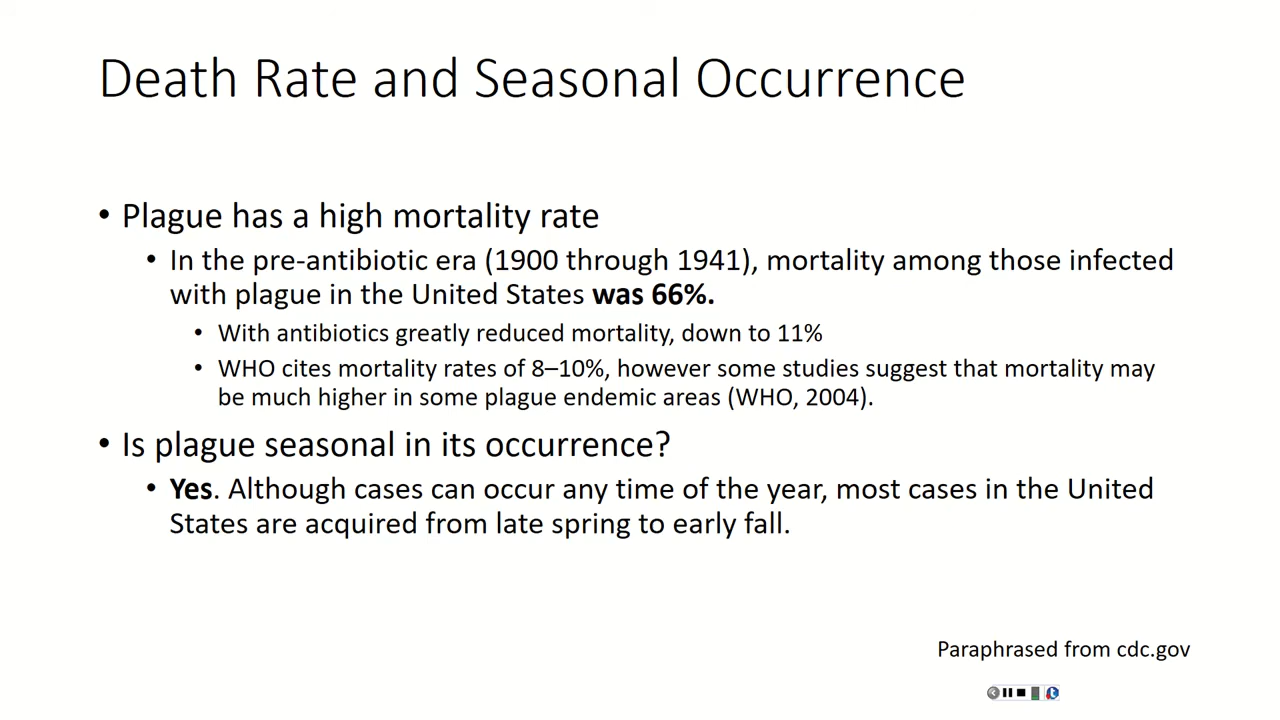 Death Rate and Seasonal Occurrence
• Plague has a high mortality rate
• In the pre-antibiotic era (1900 through 1941), mortality among those infected
with plague in the United States was 66%.
• With antibiotics greatly reduced mortality, down to 11%
• WHO cites mortality rates of 8–10%, however some studies suggest that mortality may
be much higher in some plague endemic areas (WHO, 2004).
• Is plague seasonal in its occurrence?
• Yes. Although cases can occur any time of the year, most cases in the United
States are acquired from late spring to early fall.
Paraphrased from cdc.gov